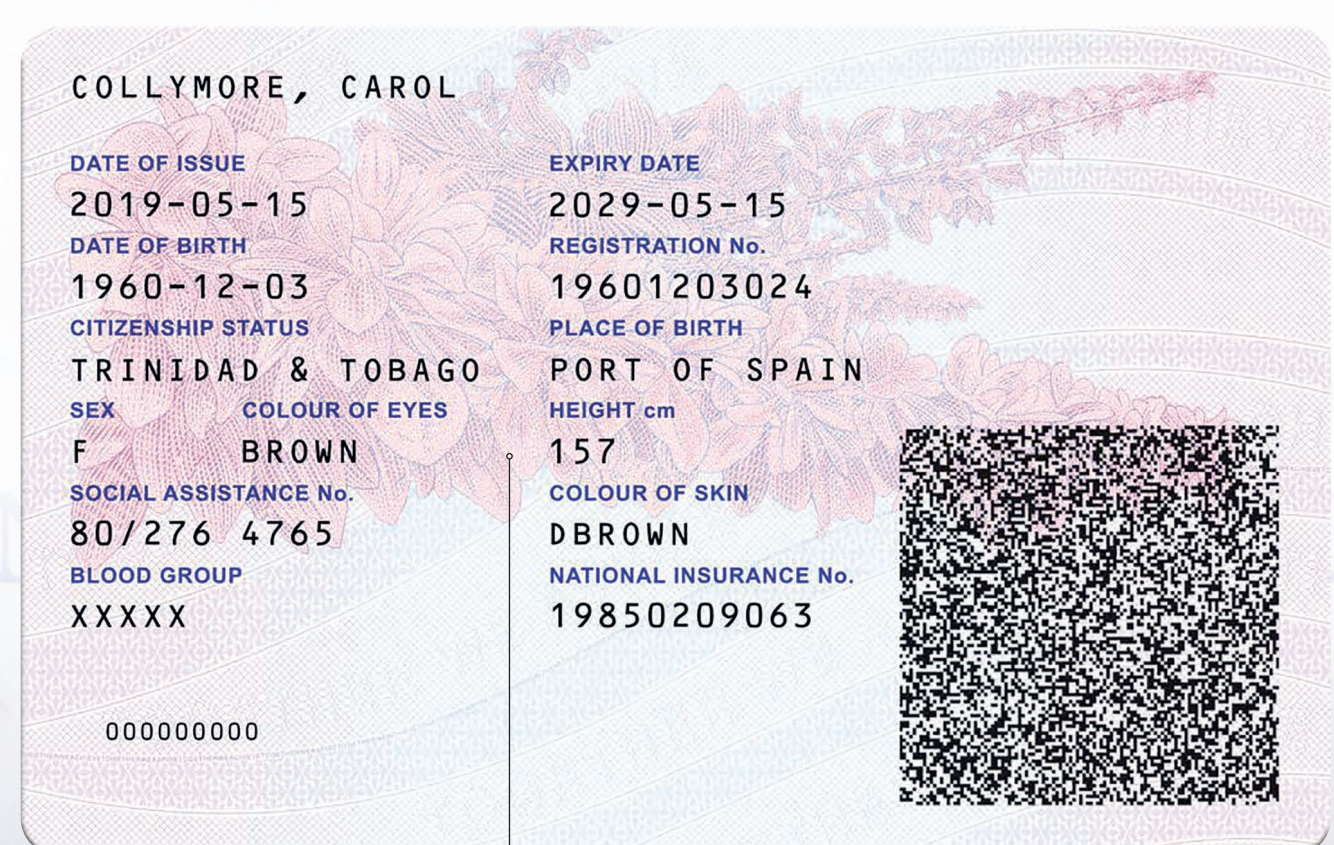 COLLYMORE, CAROL
DATE OF ISSUE EXPIRY DATE
2019-05-15 2029-05-15
DATE OF BIRTH REGISTRATION No.
1960-12-03 19601203024
CITIZENSHIP STATUS PLACE OF BIRTH
TRINIDAD & TOBAGO PORT OF SPAIN
SEX COLOUR OF EYES HEIGHT cm
F BROWN 157
SOCIAL ASSISTANCE No. COLOUR OF SKIN
80/276 4765 DBROWN
BLOOD GROUP NATIONAL INSURANCE No.
XXXXX 19850209063
000000000